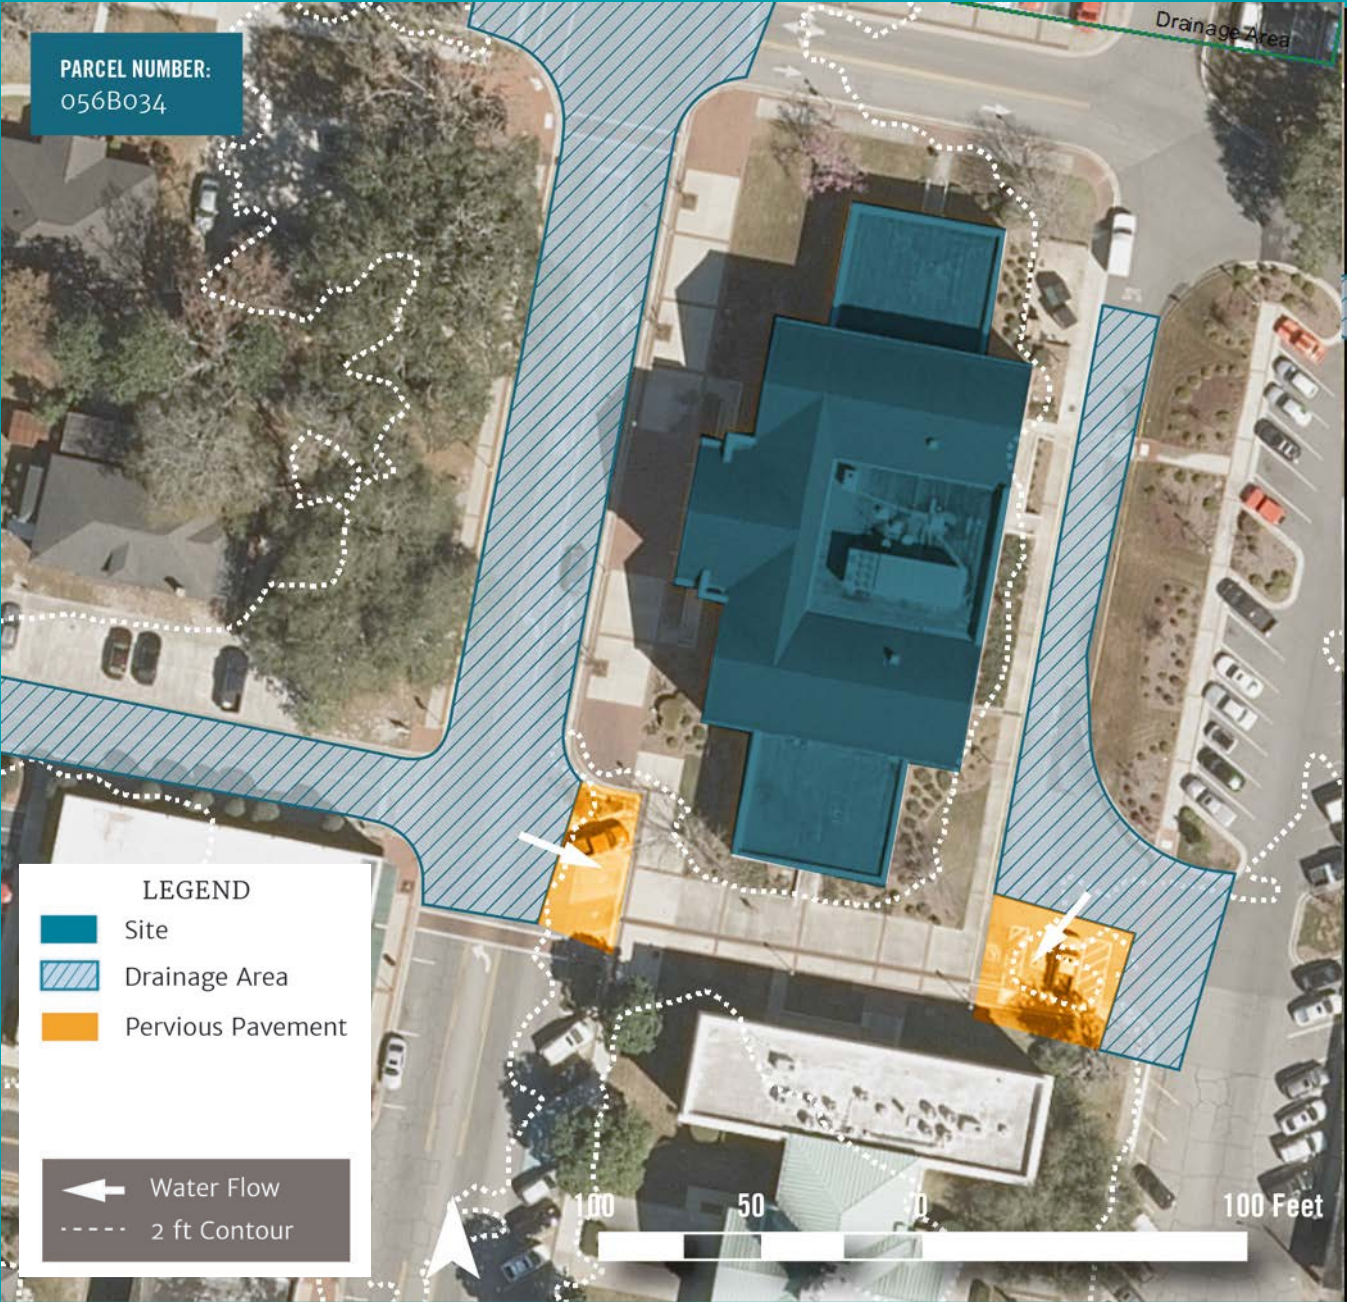 Drainage Area
PARCEL NUMBER:
056B034
LEGEND
Site
Drainage Area
Pervious Pavement
Water Flow
2 ft Contour
100 50 0 100 Feet